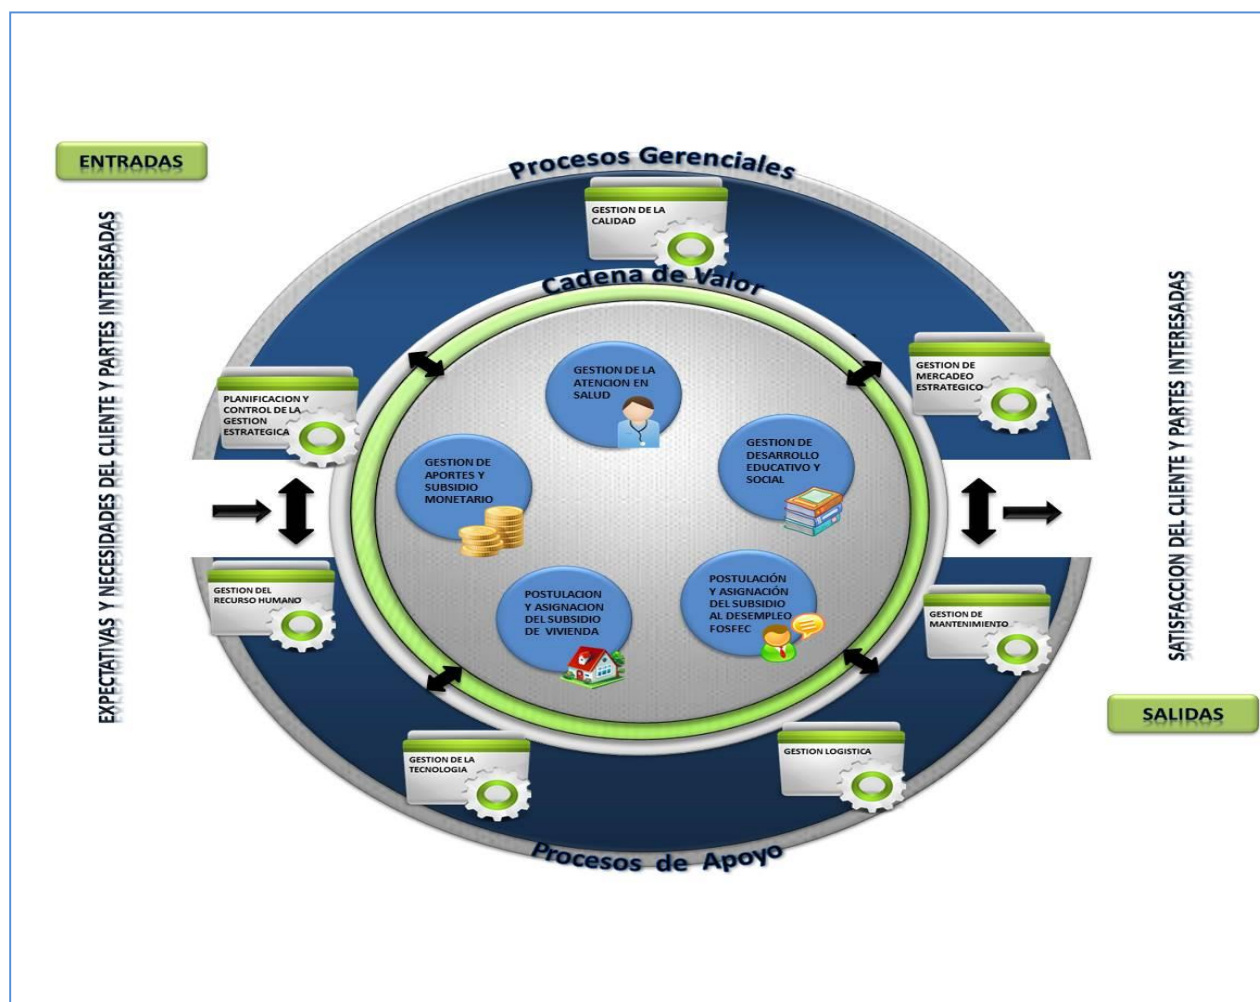 ENTRADAS
EXPECTATIVAS Y NECESIDADES DEL CLIENTE Y PARTES INTERESADAS
Procesos Gerenciales
GESTION DE LA
CALIDAD
PLANIFICACION Y
CONTROL DE LA
GESTION
ESTRATEGICA
GESTION DE
MERCADEO
ESTRATEGICO
Cadena de Valor
GESTION DE LA
ATENCION EN
SALUD
GESTION DE
APORTES Y
SUBSIDIO
MONETARIO
GESTION DE
DESARROLLO
EDUCATIVO Y
SOCIAL
POSTULACION
Y ASIGNACION
DEL SUBSIDIO
DE VIVIENDA
POSTULACIÓN
Y ASIGNACIÓN
DEL SUBSIDIO
AL DESEMPLEO
FOSFEC
GESTION DEL
RECURSO HUMANO
GESTION DE
MANTENIMIENTO
GESTION DE LA
TECNOLOGIA
GESTION LOGISTICA
Procesos de Apoyo
SATISFACCION DEL CLIENTE Y PARTES INTERESADAS
SALIDAS